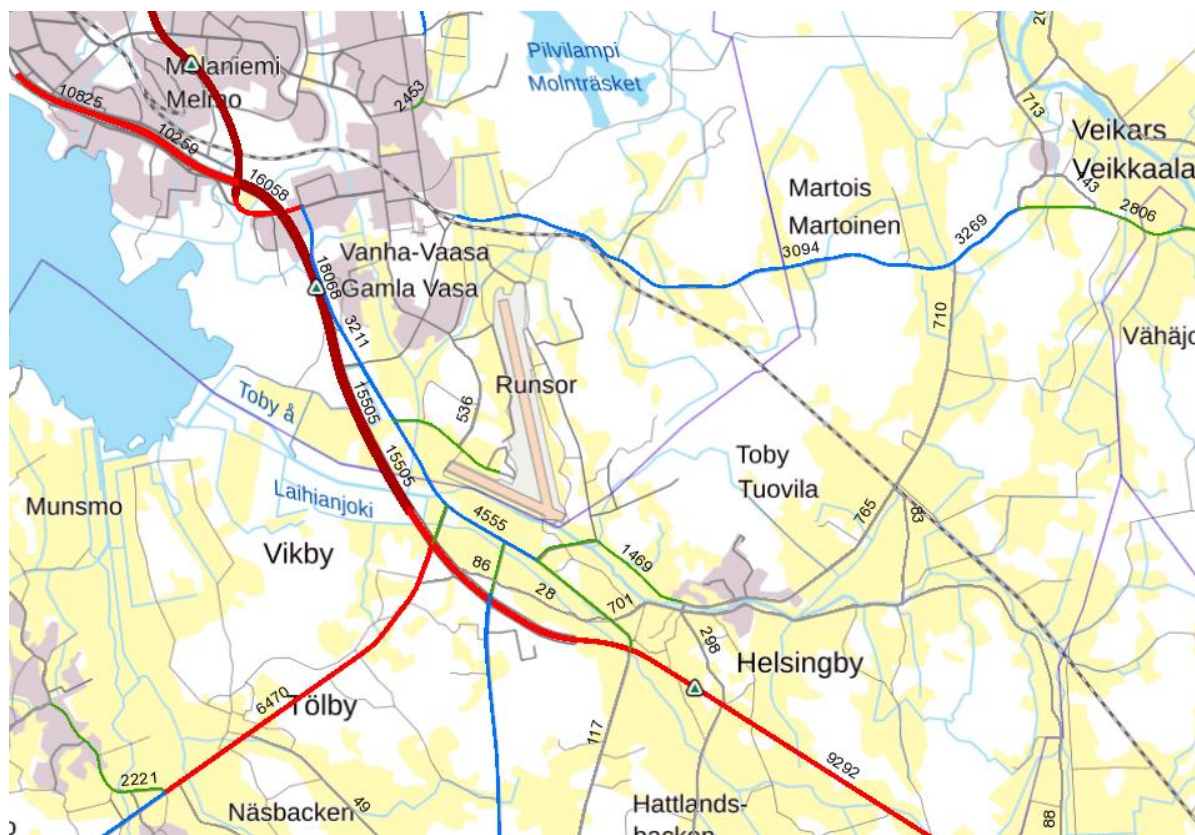 Pilvilampi
Molnträsket
Melmo
10825
2453
10259
713
Veikars
Veikkaala
16058
Martois
Martoinen
743
2806
3269
3094
Vanha-Vaasa
Gamla Vasa
18068
3211
710
Vähäjo
Toby å
15505
536
Runsor
15505
Toby
Tuovila
Laihianjoki
Munsmo
4555
765
83
Vikby
86
28
1469
701
298
Helsingby
6470
Tölby
117
9292
2221
Näsbacken
49
Hattlands-
backen
88